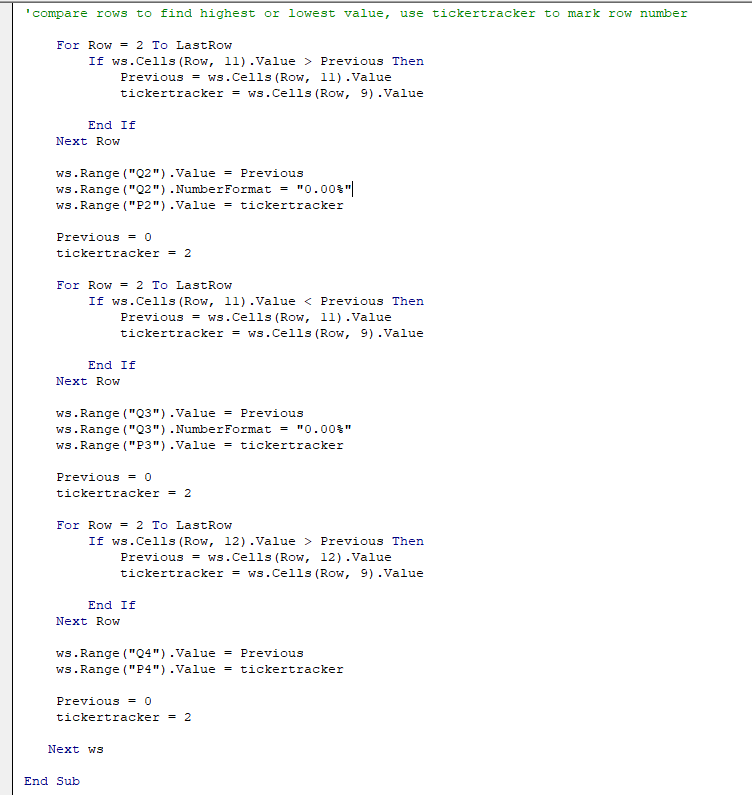 'compare rows to find highest or lowest value, use tickertracker to mark row number
For Row = 2 To LastRow
If ws.Cells(Row, 11).Value > Previous Then
Previous = ws.Cells(Row, 11).Value
tickertracker = ws.Cells(Row, 9).Value
End If
Next Row
ws.Range("Q2").Value = Previous
ws.Range("Q2").NumberFormat = "0.00%"
ws.Range("P2").Value = tickertracker
Previous = 0
tickertracker = 2
For Row = 2 To LastRow
If ws.Cells(Row, 11).Value < Previous Then
Previous = ws.Cells(Row, 11).Value
tickertracker = ws.Cells(Row, 9).Value
End If
Next Row
ws.Range("Q3").Value = Previous
ws.Range("Q3").NumberFormat = "0.00%"
ws.Range("P3").Value = tickertracker
Previous = 0
tickertracker = 2
For Row = 2 To LastRow
If ws.Cells(Row, 12).Value > Previous Then
Previous = ws.Cells(Row, 12).Value
tickertracker = ws.Cells(Row, 9).Value
End If
Next Row
ws.Range("Q4").Value = Previous
ws.Range("P4").Value = tickertracker
Previous = 0
tickertracker = 2
Next ws
End Sub